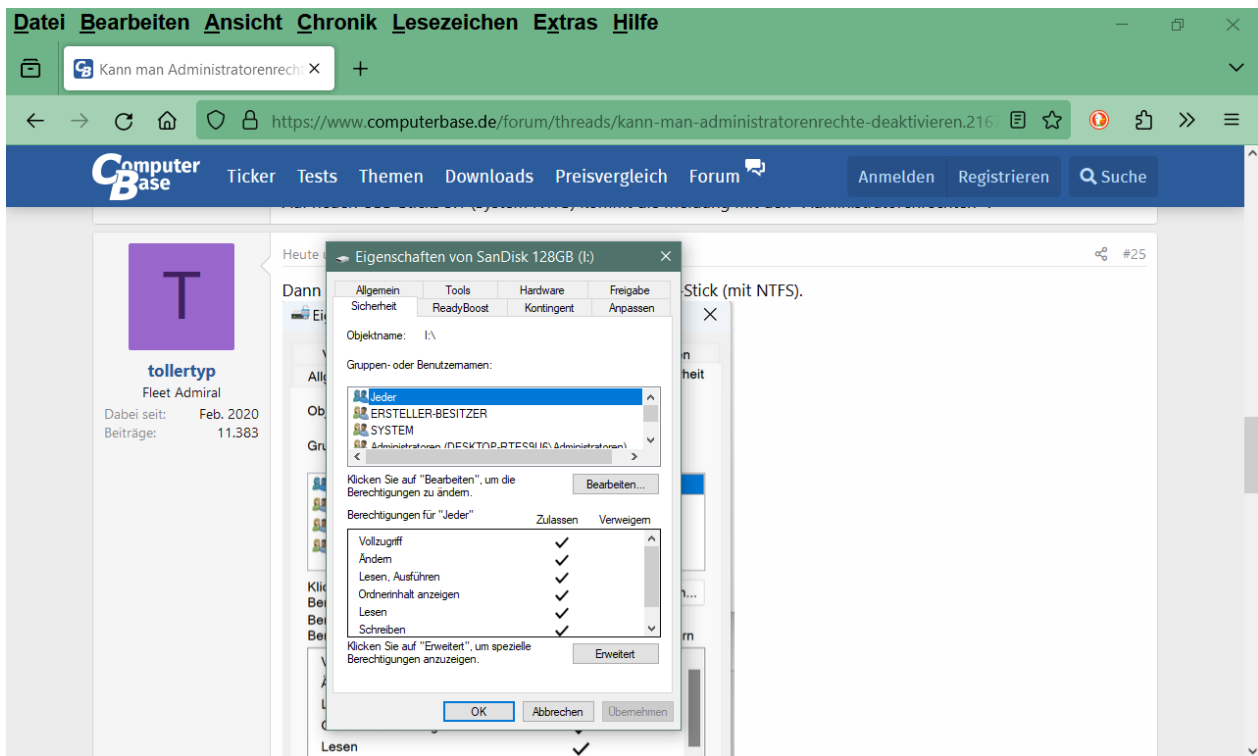 Datei Bearbeiten Ansicht Chronik Lesezeichen Extras Hilfe
Kann man Administratorenrecht
https://www.computerbase.de/forum/threads/kann-man-administratorenrechte-deaktivieren.216
ComputerBase Ticker Tests Themen Downloads Preisvergleich Forum Anmelden Registrieren Suche
T
tollertyp
Fleet Admiral
Dabei seit: Feb. 2020
Beiträge: 11.383
Heute #25
Dann -Stick (mit NTFS).
Eigenschaften von SanDisk 128GB (I:)
Allgemein Tools Hardware Freigabe
Sicherheit ReadyBoost Kontingent Anpassen
Objektname: I:\
Gruppen- oder Benutzernamen:
Jeder
ERSTELLER-BESITZER
SYSTEM
Administratoren (DESKTOP-RTES9U6\Administratoren)
Klicken Sie auf "Bearbeiten", um die
Berechtigungen zu ändern.
Bearbeiten...
Berechtigungen für "Jeder" Zulassen Verweigern
Vollzugriff
Ändern
Lesen, Ausführen
Ordnerinhalt anzeigen
Lesen
Schreiben
Klicken Sie auf "Erweitert", um spezielle
Berechtigungen anzuzeigen.
Erweitert
OK Abbrechen Übernehmen
Lesen